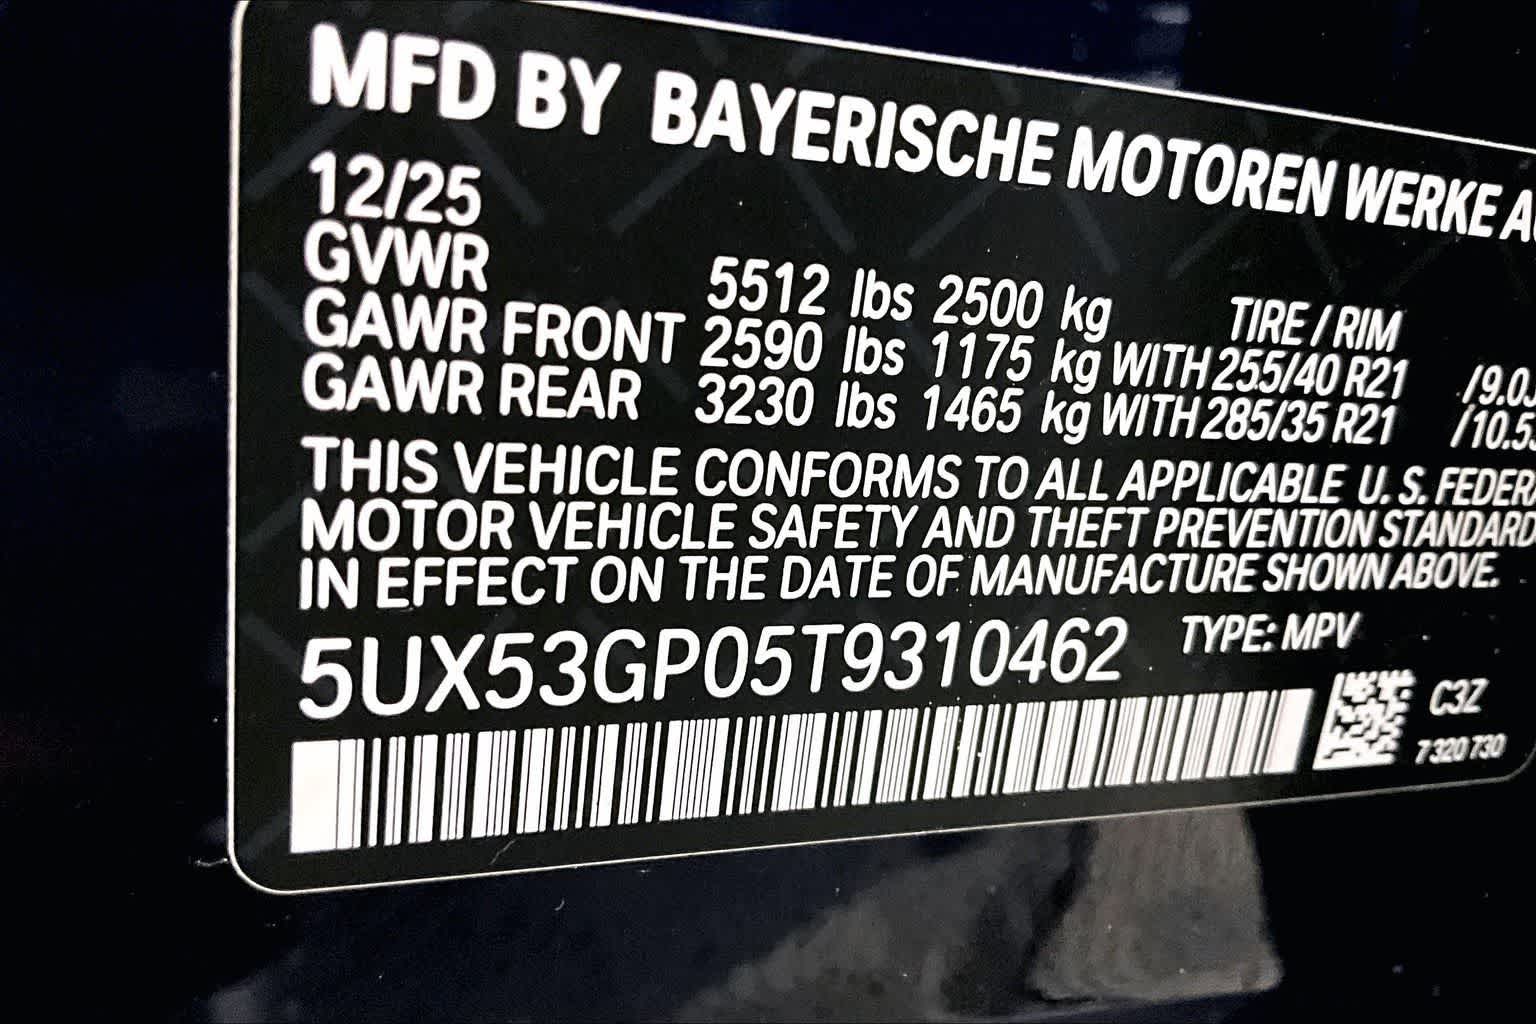 MFD BY BAYERISCHE MOTOREN WERKE
12/25
GVWR 5512 lbs 2500 kg TIRE / RIM
GAWR FRONT 2590 lbs 1175 kg WITH 255/40 R21
GAWR REAR 3230 lbs 1465 kg WITH 285/35 R21
THIS VEHICLE CONFORMS TO ALL APPLICABLE U. S.
MOTOR VEHICLE SAFETY AND THEFT PREVENTION STANDARD
IN EFFECT ON THE DATE OF MANUFACTURE SHOWN ABOVE.
5UX53GP05T9310462 TYPE: MPV
C3Z
7 320 730